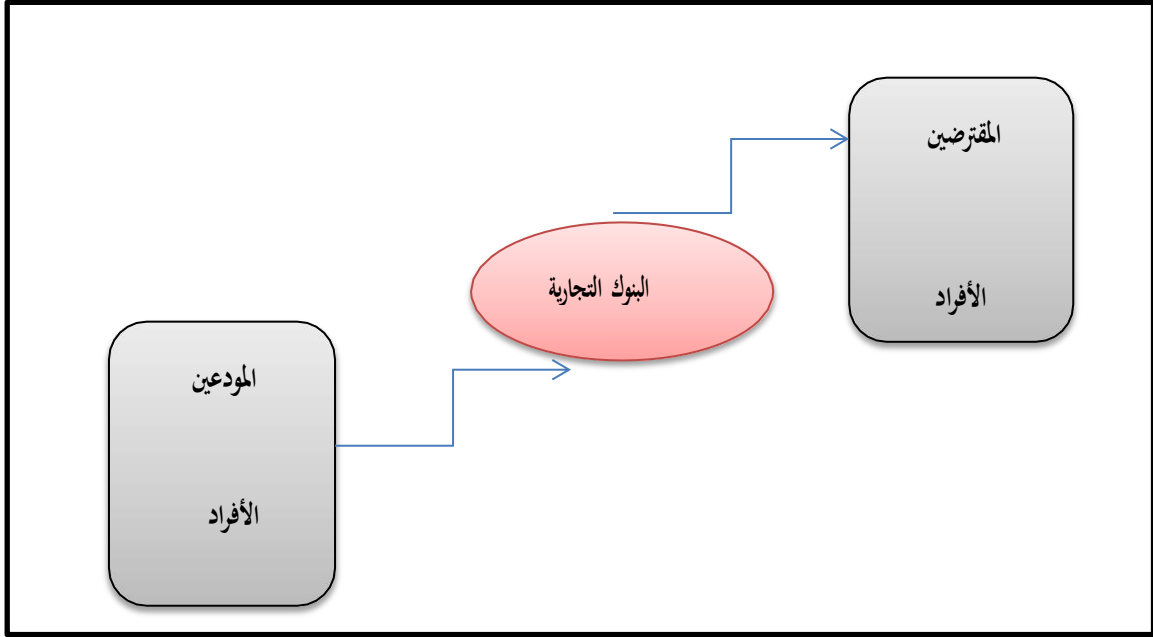 المقترضين
الأفراد
البنوك التجارية
المودعين
الأفراد